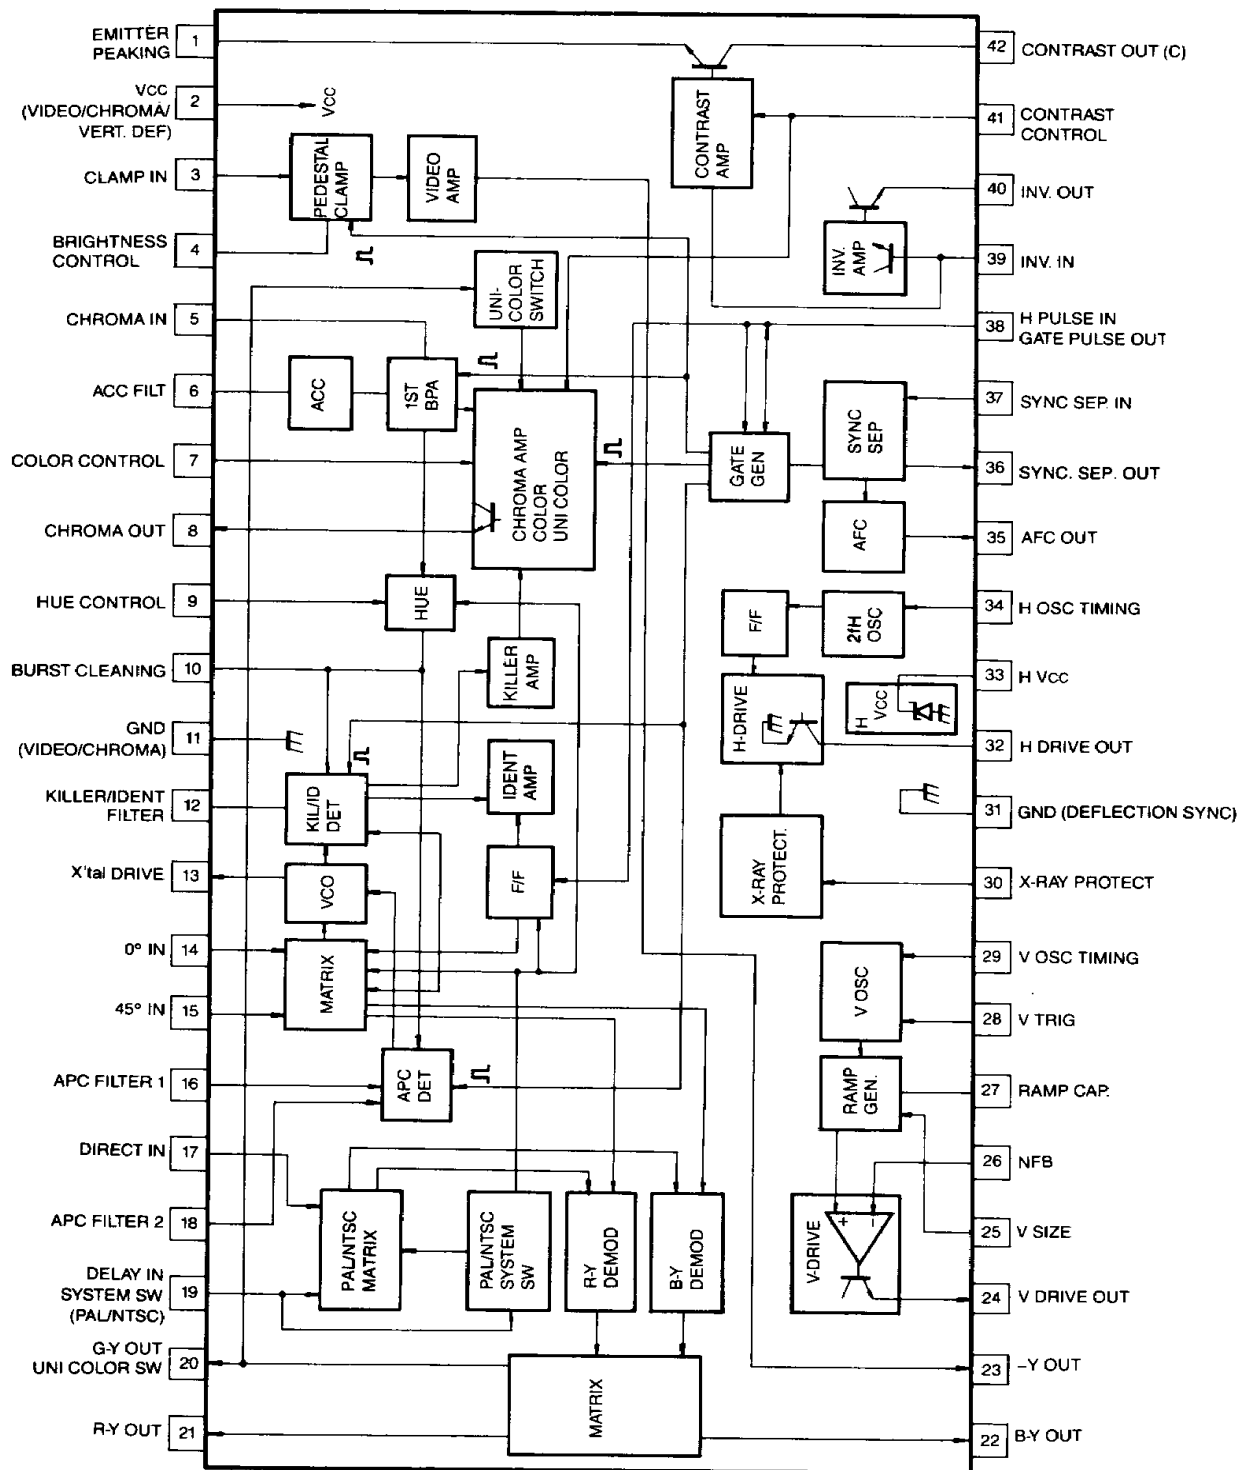 EMITTER
PEAKING
1
VCC
(VIDEO/CHROMA/
VERT. DEF)
2
VCC
CLAMP IN
3
BRIGHTNESS
CONTROL
4
CHROMA IN
5
ACC FILT
6
COLOR CONTROL
7
CHROMA OUT
8
HUE CONTROL
9
BURST CLEANING
10
GND
(VIDEO/CHROMA)
11
KILLER/IDENT
FILTER
12
X'tal DRIVE
13
0° IN
14
45° IN
15
APC FILTER 1
16
DIRECT IN
17
APC FILTER 2
18
DELAY IN
SYSTEM SW
(PAL/NTSC)
19
G-Y OUT
UNI COLOR SW
20
R-Y OUT
21
PEDESTAL
CLAMP
VIDEO
AMP
UNI-
COLOR
SWITCH
ACC
1ST
BPA
CHROMA AMP
COLOR
UNI COLOR
HUE
KILLER
AMP
KIL/ID
DET
IDENT
AMP
VCO
F/F
MATRIX
APC
DET
PAL/NTSC
MATRIX
PAL/NTSC
SYSTEM
SW
R-Y
DEMOD
B-Y
DEMOD
MATRIX
CONTRAST
AMP
INV.
AMP
GATE
GEN
SYNC
SEP
AFC
F/F
2fH
OSC
H-DRIVE
H
VCC
X-RAY
PROTECT.
V OSC
RAMP
GEN.
V-DRIVE
+
−
42
CONTRAST OUT (C)
41
CONTRAST
CONTROL
40
INV. OUT
39
INV. IN
38
H PULSE IN
GATE PULSE OUT
37
SYNC SEP. IN
36
SYNC. SEP. OUT
35
AFC OUT
34
H OSC TIMING
33
H VCC
32
H DRIVE OUT
31
GND (DEFLECTION SYNC)
30
X-RAY PROTECT
29
V OSC TIMING
28
V TRIG
27
RAMP CAP.
26
NFB
25
V SIZE
24
V DRIVE OUT
23
−Y OUT
22
B-Y OUT